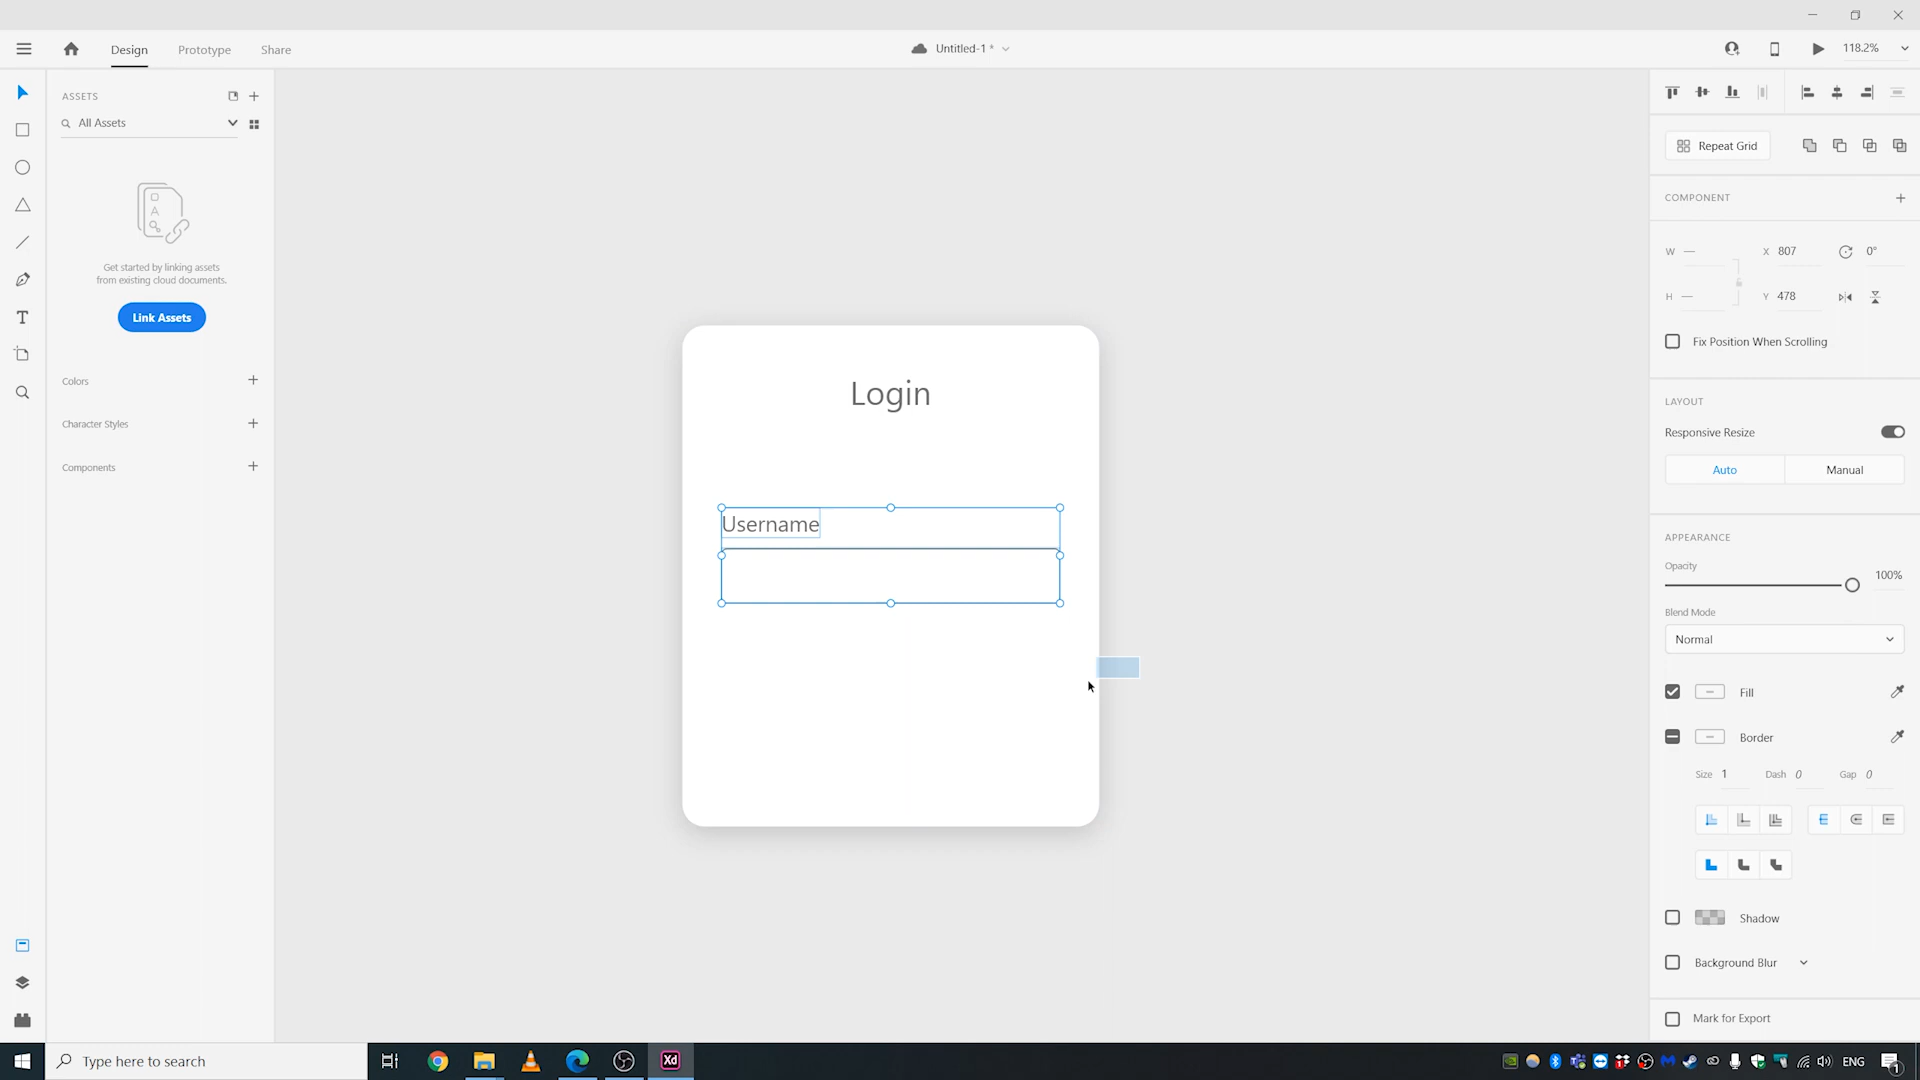 Design
Prototype
Share
Untitled-1 *
118.2%
ASSETS
All Assets
Get started by linking assets
from existing cloud documents.
Link Assets
Colors
Character Styles
Components
Login
Username
Repeat Grid
COMPONENT
W —
X 807
0°
H —
Y 478
Fix Position When Scrolling
LAYOUT
Responsive Resize
Auto
Manual
APPEARANCE
Opacity
100%
Blend Mode
Normal
Fill
Border
Size 1
Dash 0
Gap 0
Shadow
Background Blur
Mark for Export
Type here to search
Xd
ENG
1